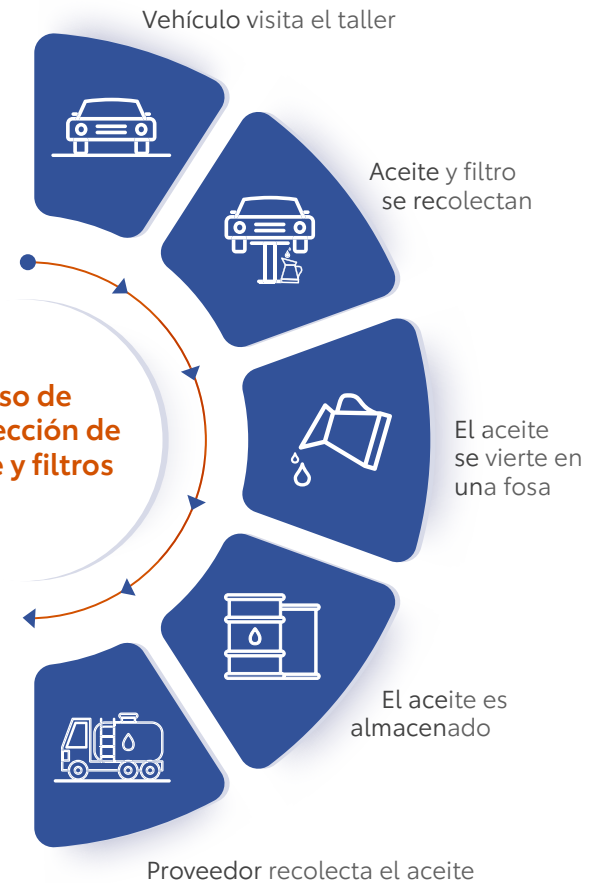 Vehículo visita el taller
Aceite y filtro
se recolectan
so de
ección de
y filtros
El aceite
se vierte en
una fosa
El aceite es
almacenado
Proveedor recolecta el aceite